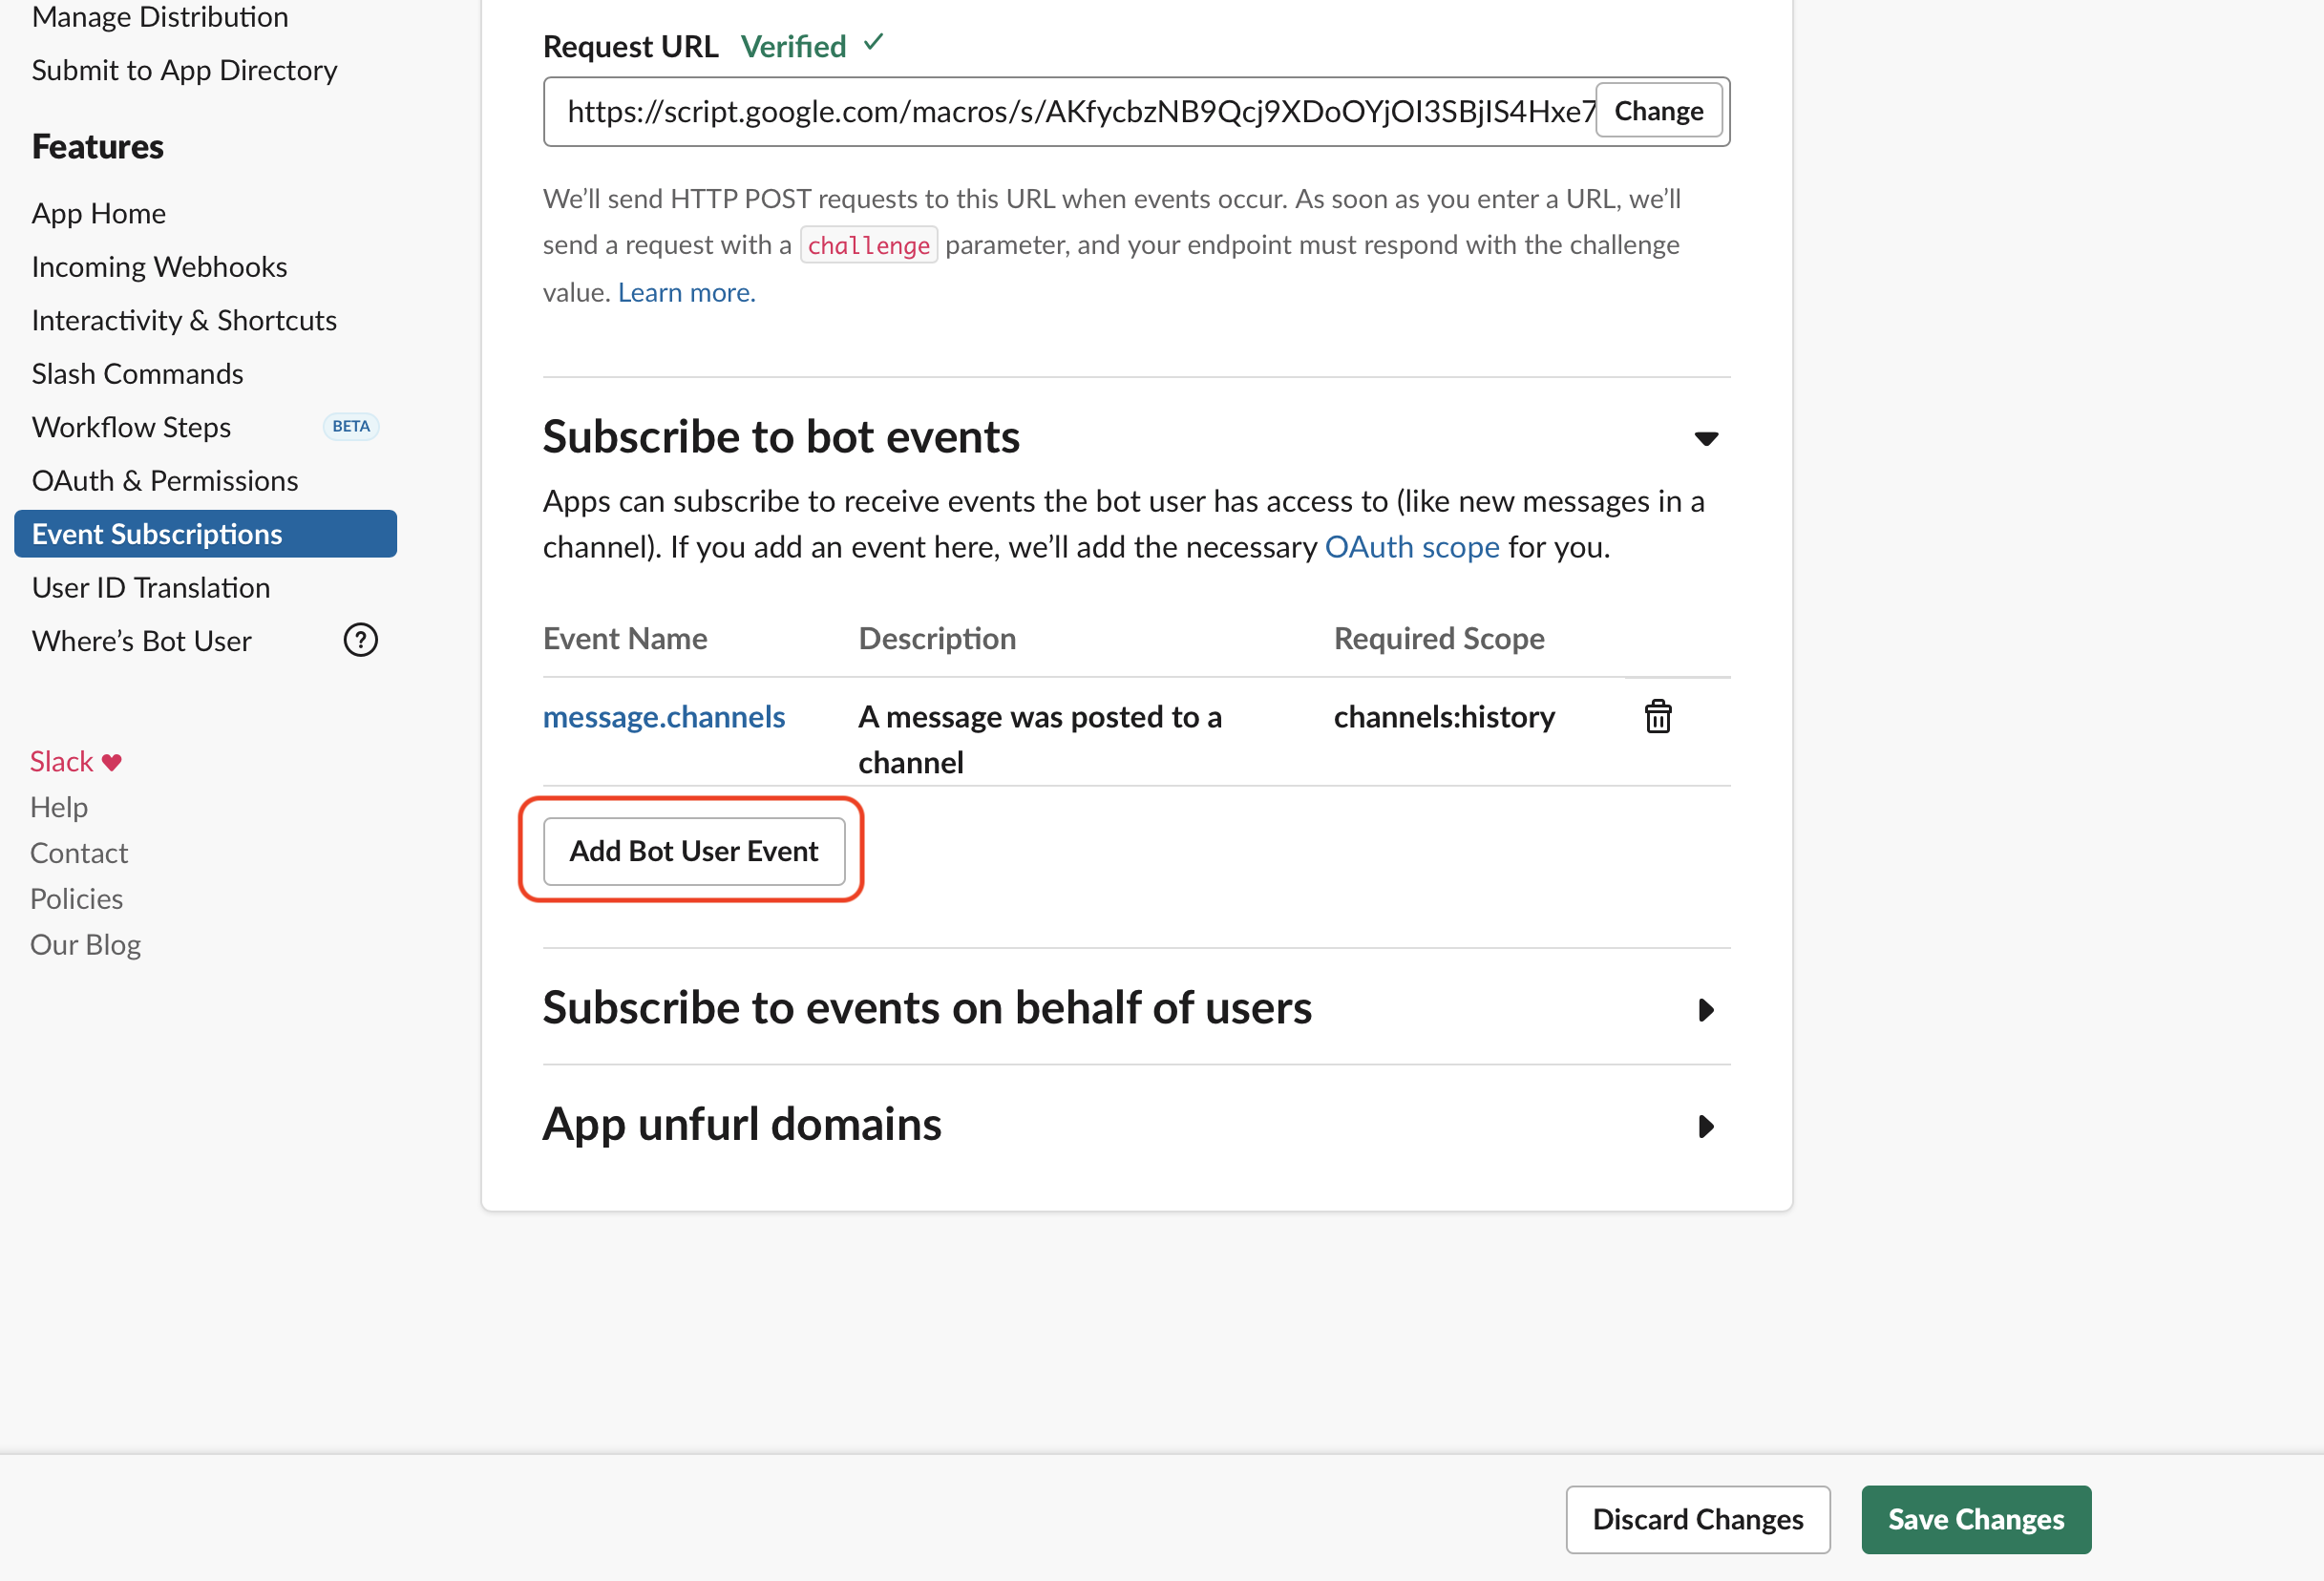 Manage Distribution
Submit to App Directory
Features
App Home
Incoming Webhooks
Interactivity & Shortcuts
Slash Commands
Workflow Steps BETA
OAuth & Permissions
Event Subscriptions
User ID Translation
Where’s Bot User ?
Slack
Help
Contact
Policies
Our Blog
Request URL Verified
https://script.google.com/macros/s/AKfycbzNB9Qcj9XDoOYjOI3SBjIS4Hxe7 Change
We’ll send HTTP POST requests to this URL when events occur. As soon as you enter a URL, we’ll
send a request with a challenge parameter, and your endpoint must respond with the challenge
value. Learn more.
Subscribe to bot events
Apps can subscribe to receive events the bot user has access to (like new messages in a
channel). If you add an event here, we’ll add the necessary OAuth scope for you.
Event Name Description Required Scope
message.channels A message was posted to a channels:history
channel
Add Bot User Event
Subscribe to events on behalf of users
App unfurl domains
Discard Changes Save Changes